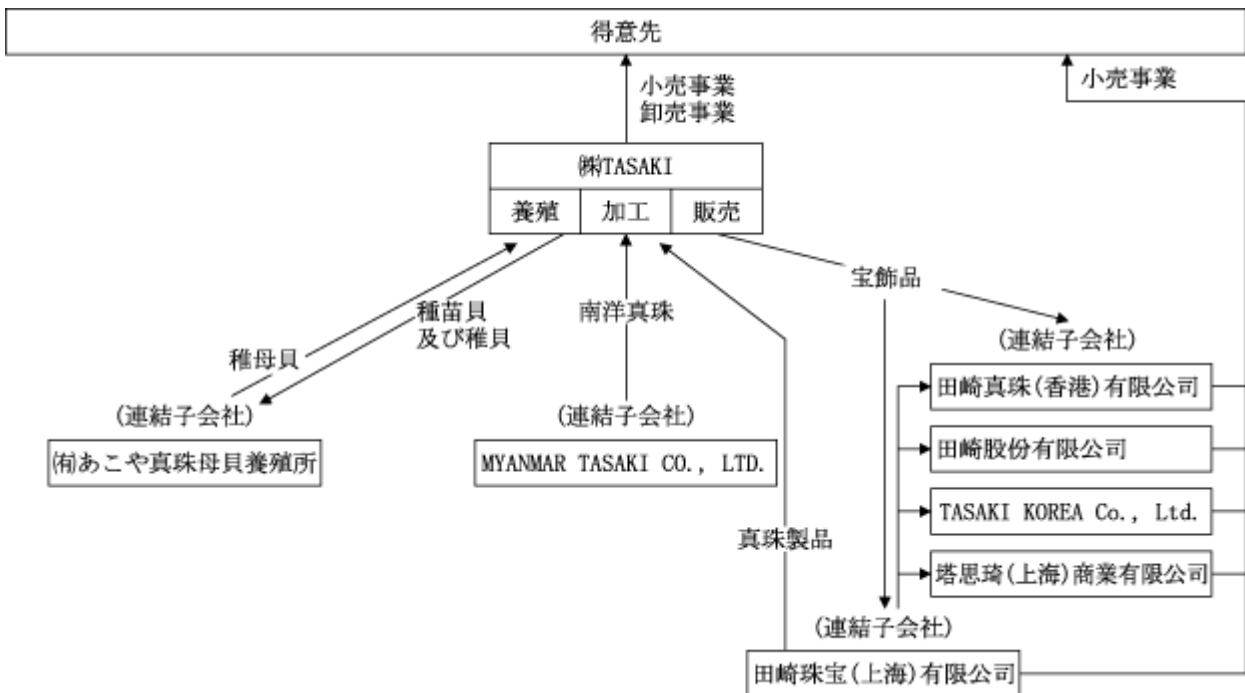 得意先
小売事業
卸売事業
小売事業
㈱TASAKI
養殖
加工
販売
宝飾品
種苗貝
及び稚貝
南洋真珠
稚母貝
(連結子会社)
田崎真珠(香港)有限公司
(連結子会社)
(連結子会社)
㈲あこや真珠母貝養殖所
MYANMAR TASAKI CO., LTD.
田崎股份有限公司
TASAKI KOREA Co., Ltd.
真珠製品
塔思琦(上海)商業有限公司
(連結子会社)
田崎珠宝(上海)有限公司